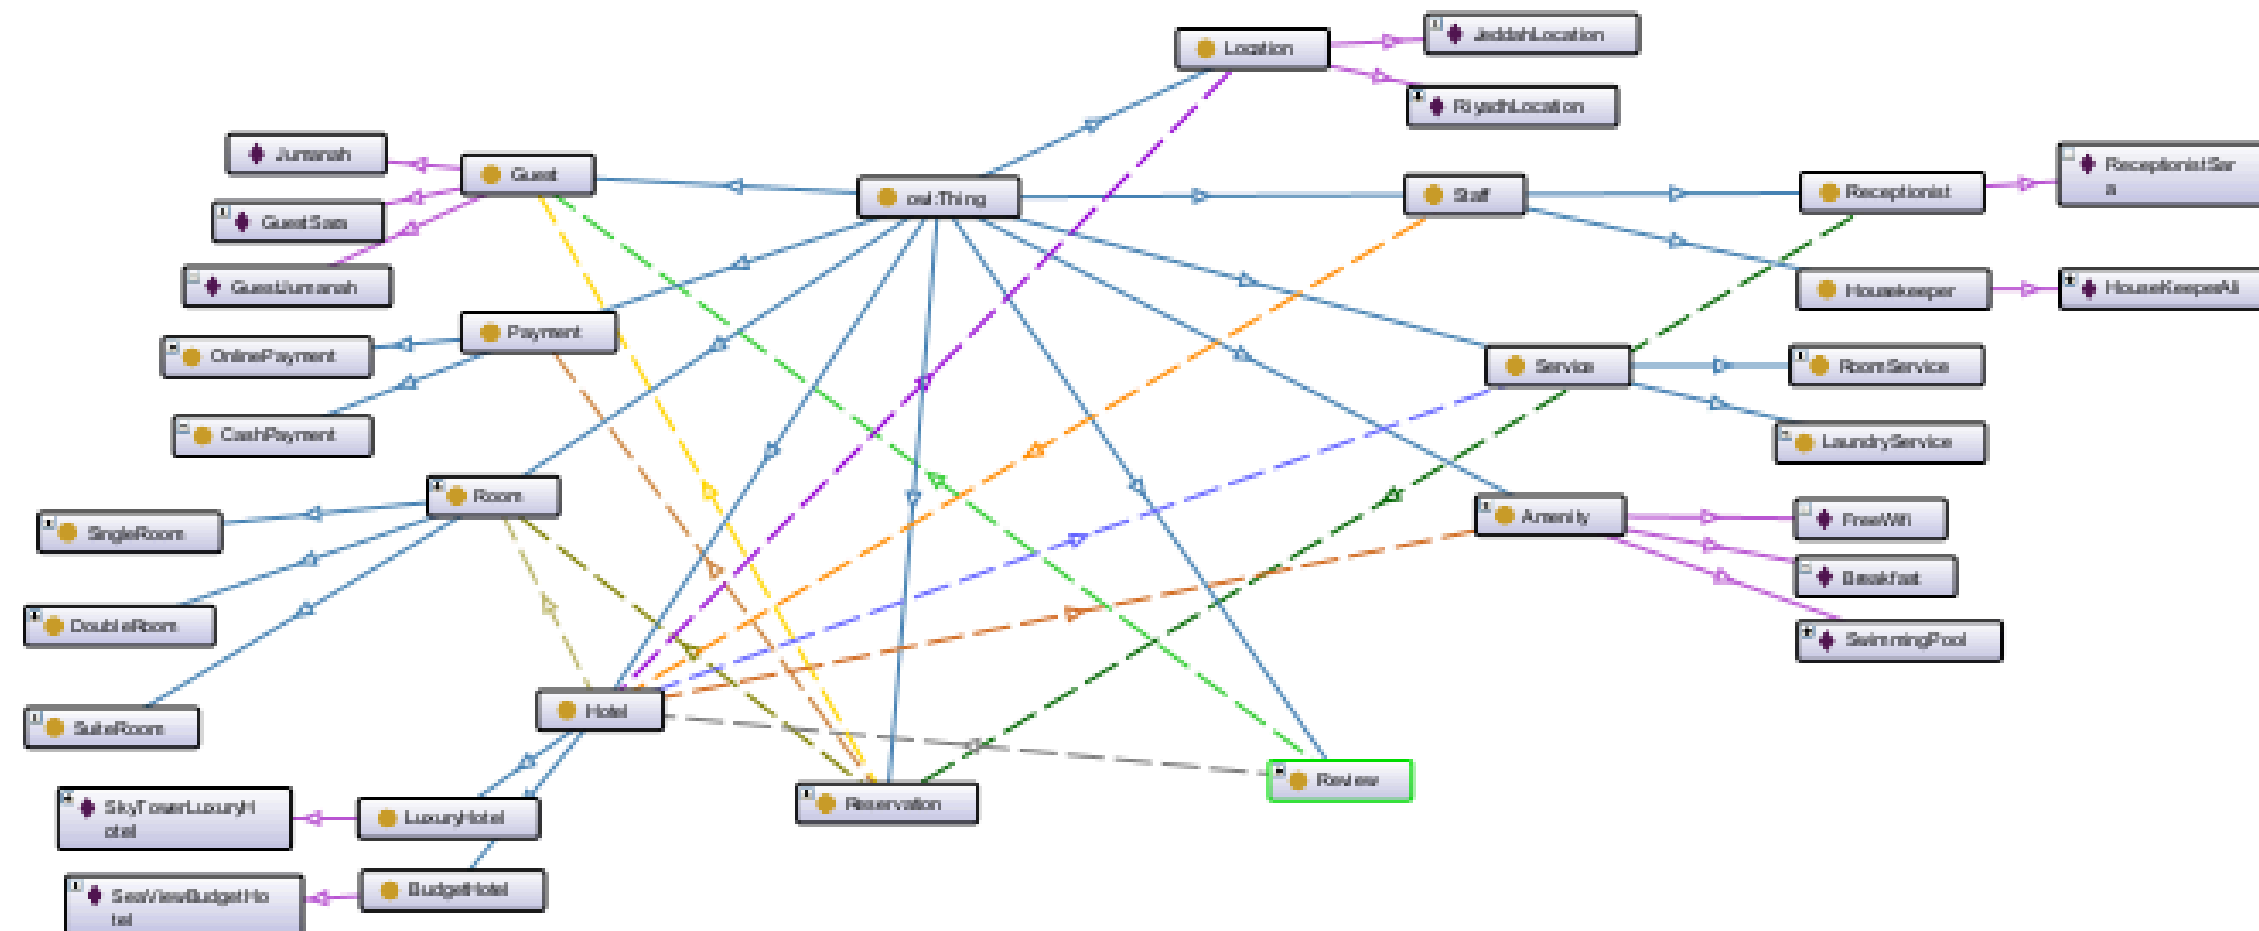 Location
JeddahLocation
RiyadhLocation
Jumanah
Guest
GuestSara
GuestJumanah
owl:Thing
Staff
Receptionist
ReceptionistSar
a
Housekeeper
HouseKeeperAli
Payment
OnlinePayment
CashPayment
Service
RoomService
LaundryService
Room
SingleRoom
DoubleRoom
SuiteRoom
Amenity
FreeWifi
Breakfast
SwimmingPool
Hotel
Reservation
Review
SkyTowerLuxuryH
otel
LuxuryHotel
SeaViewBudgetHo
tel
BudgetHotel